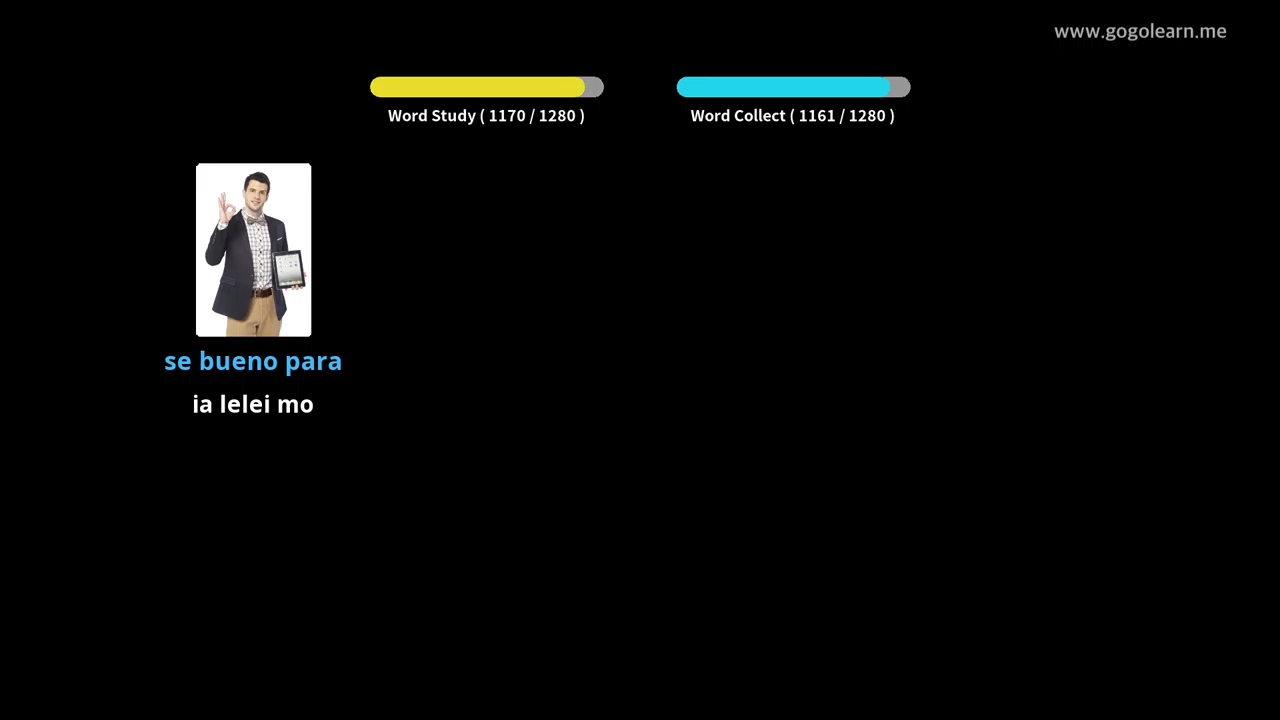 www.gogolearn.me
Word Study ( 1170 / 1280 )
Word Collect ( 1161 / 1280 )
se bueno para
ia lelei mo